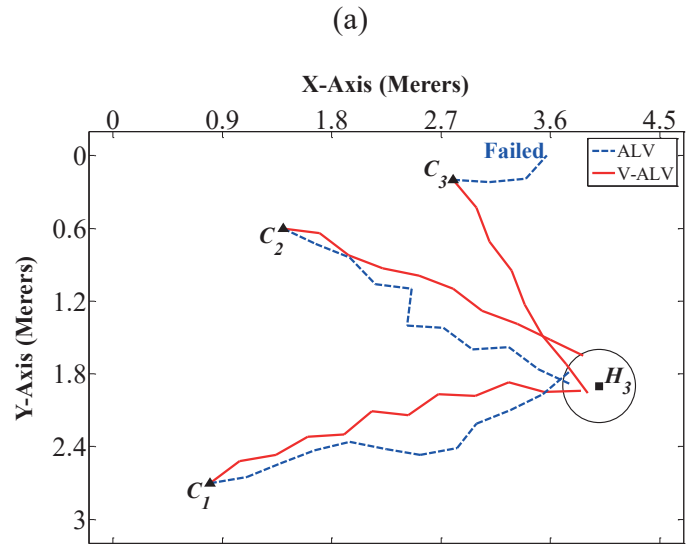 (a)
X-Axis (Merers)
0 0.9 1.8 2.7 3.6 4.5
0
0.6
1.2
1.8
2.4
3
Y-Axis (Merers)
Failed
ALV
V-ALV
C3
C2
H3
C1